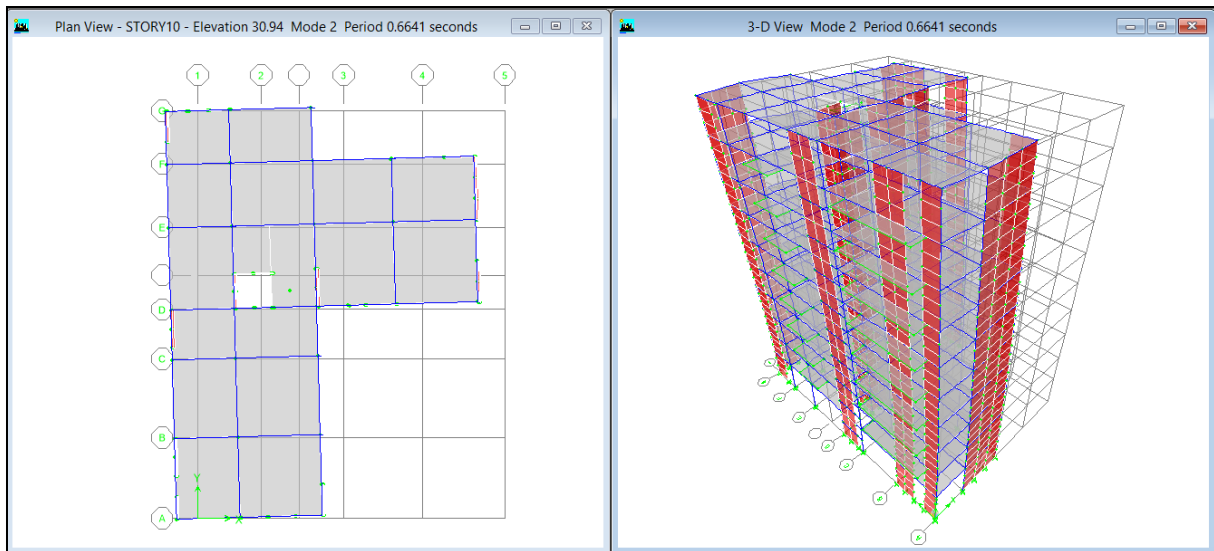 Plan View - STORY10 - Elevation 30.94 Mode 2 Period 0.6641 seconds
3-D View Mode 2 Period 0.6641 seconds
1 2 3 4 5
G
F
E
D
C
B
Y
A
X